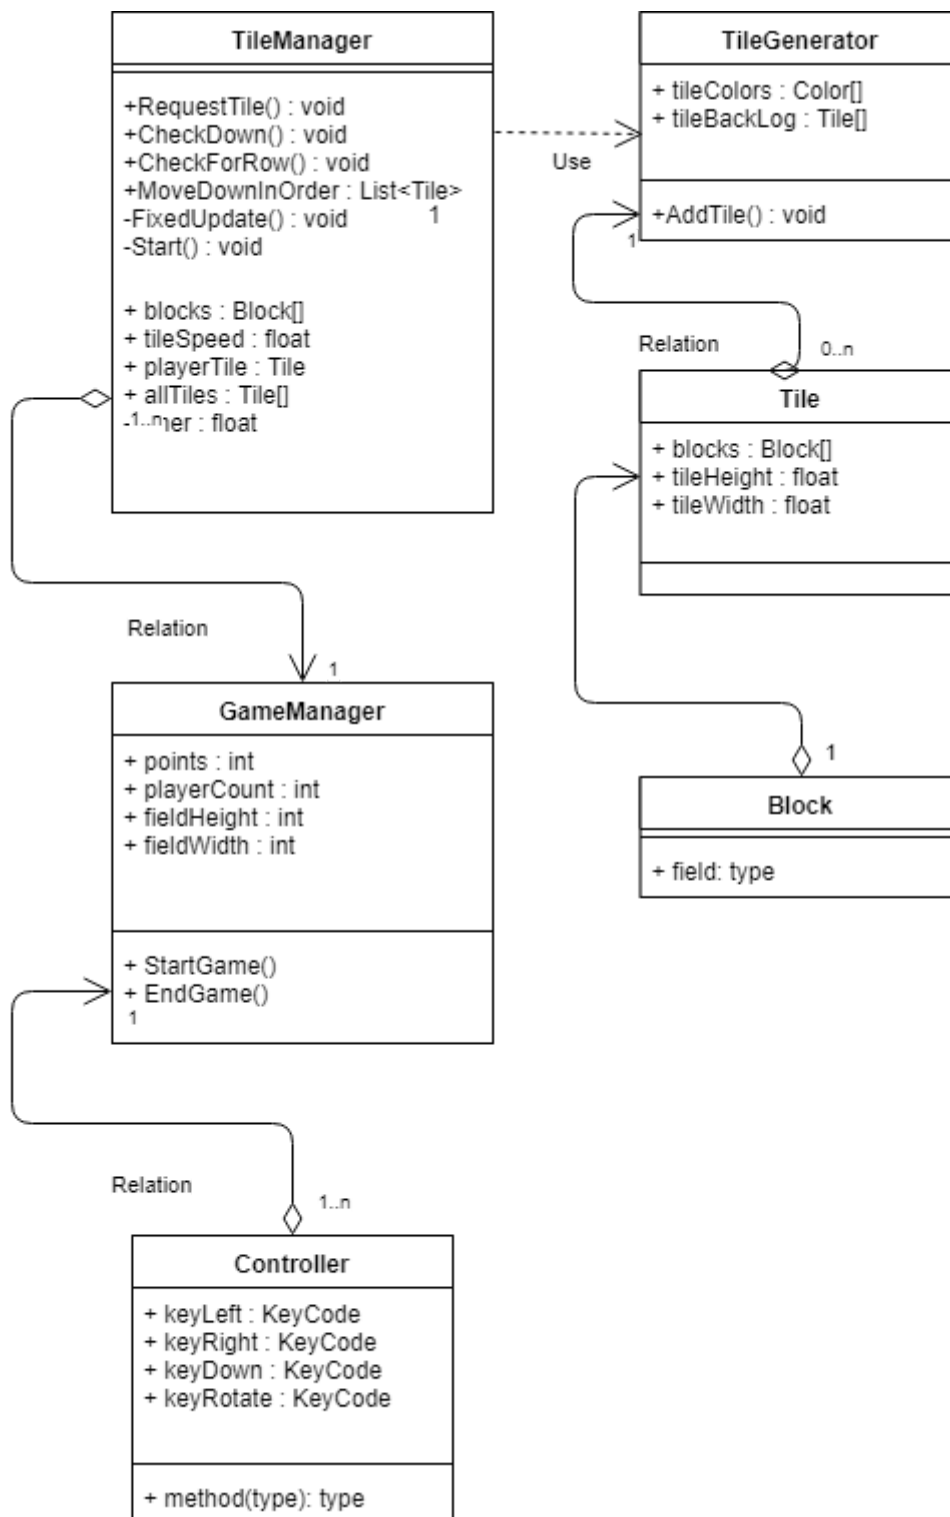 TileManager
+RequestTile() : void
+CheckDown() : void
+CheckForRow() : void
+MoveDownInOrder : List<Tile>
-FixedUpdate() : void
1
-Start() : void
+ blocks : Block[]
+ tileSpeed : float
+ playerTile : Tile
+ allTiles : Tile[]
1..n
: float
Use
TileGenerator
+ tileColors : Color[]
+ tileBackLog : Tile[]
+AddTile() : void
1
Relation
0..n
Tile
+ blocks : Block[]
+ tileHeight : float
+ tileWidth : float
Relation
1
GameManager
+ points : int
+ playerCount : int
+ fieldHeight : int
+ fieldWidth : int
+ StartGame()
+ EndGame()
1
1
Block
+ field: type
Relation
1..n
Controller
+ keyLeft : KeyCode
+ keyRight : KeyCode
+ keyDown : KeyCode
+ keyRotate : KeyCode
+ method(type): type